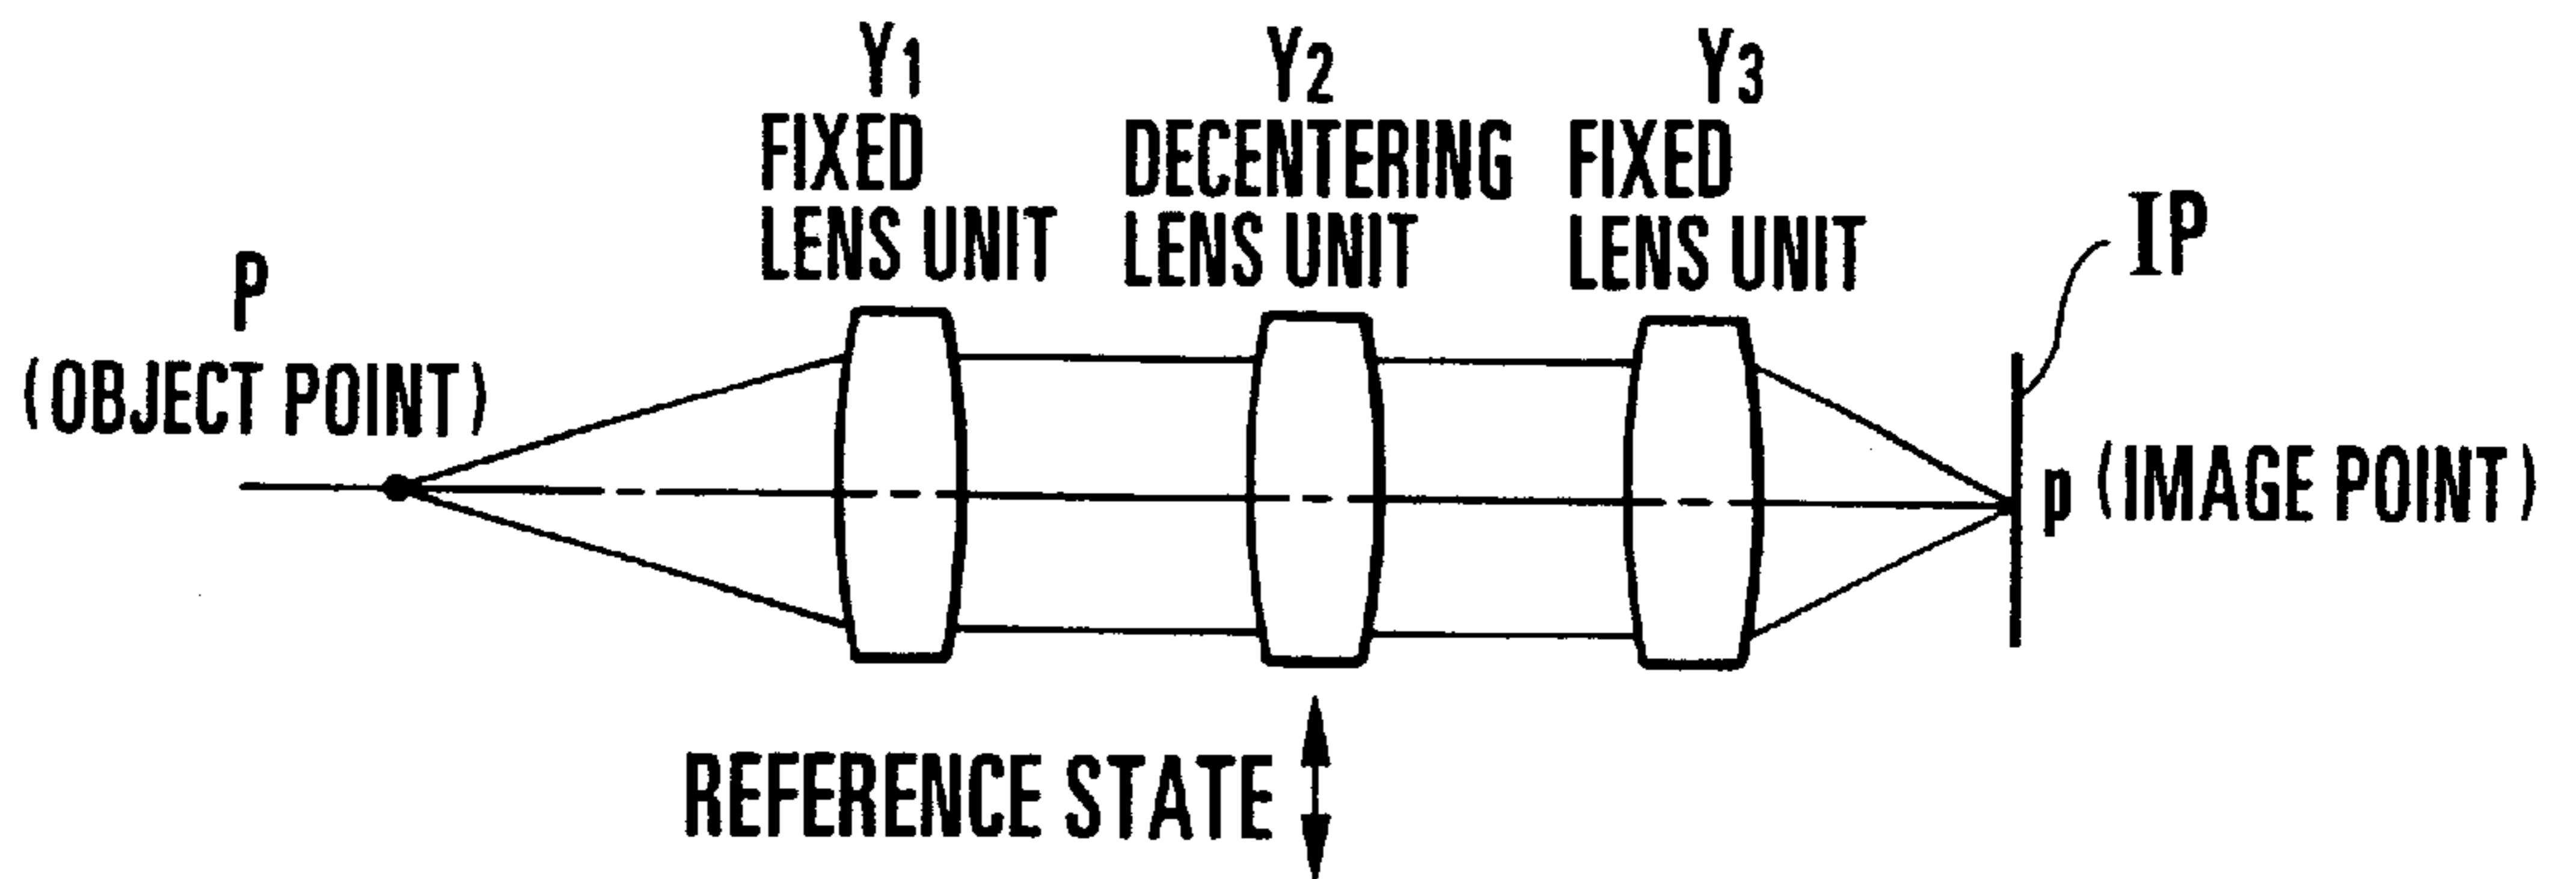 Y1
FIXED
LENS UNIT
Y2
DECENTERING
LENS UNIT
Y3
FIXED
LENS UNIT
IP
P
(OBJECT POINT)
p (IMAGE POINT)
REFERENCE STATE